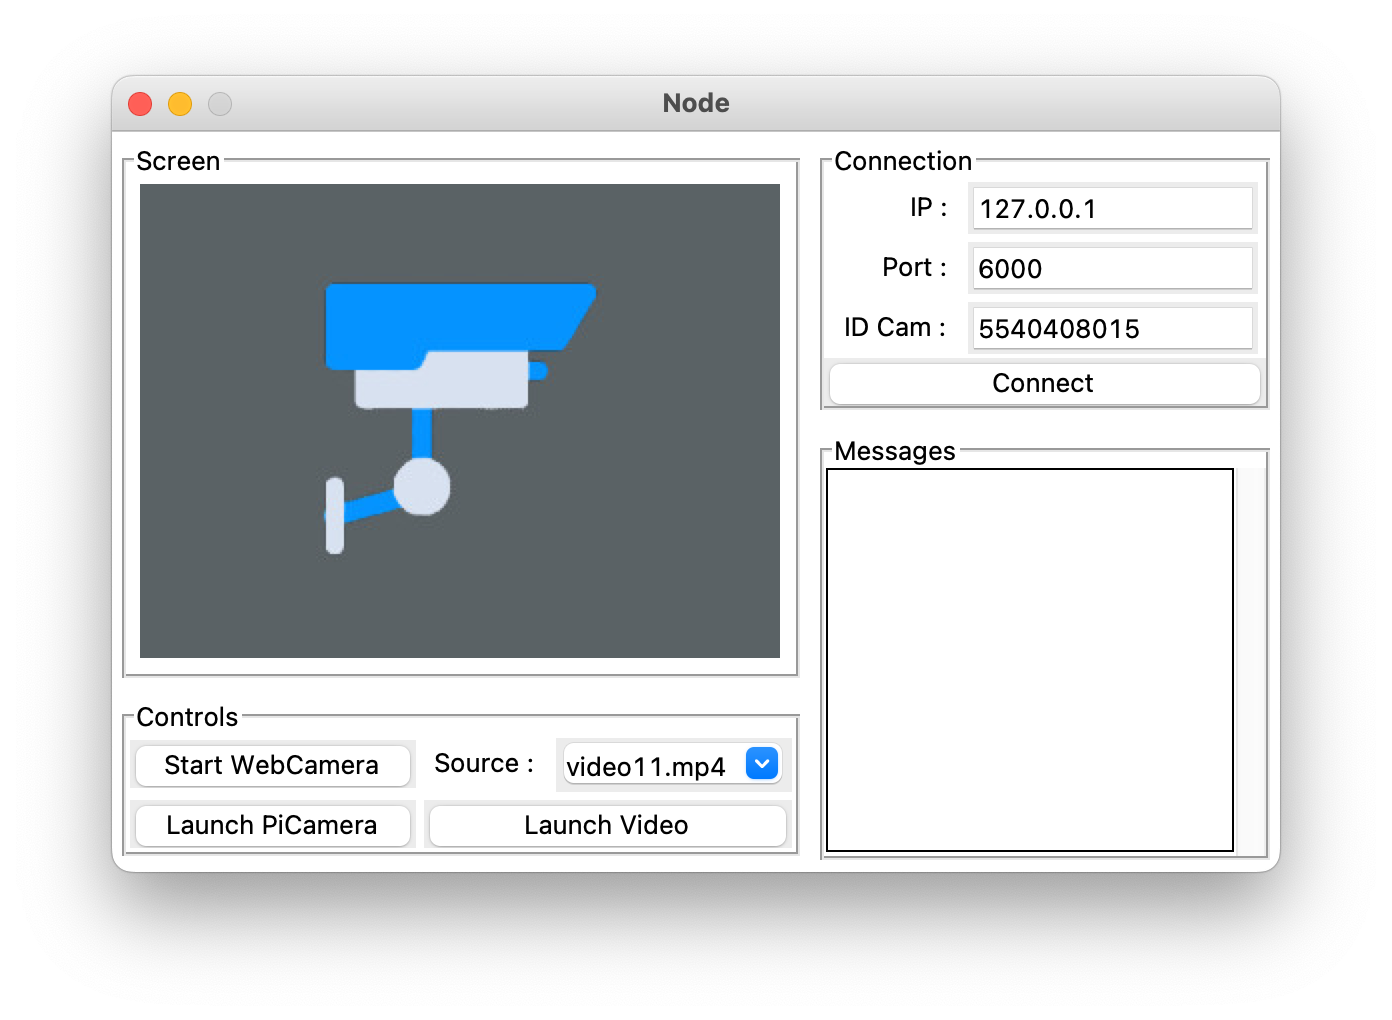 Node
Screen
Connection
IP :
127.0.0.1
Port :
6000
ID Cam :
5540408015
Connect
Messages
Controls
Start WebCamera
Source :
video11.mp4
Launch PiCamera
Launch Video